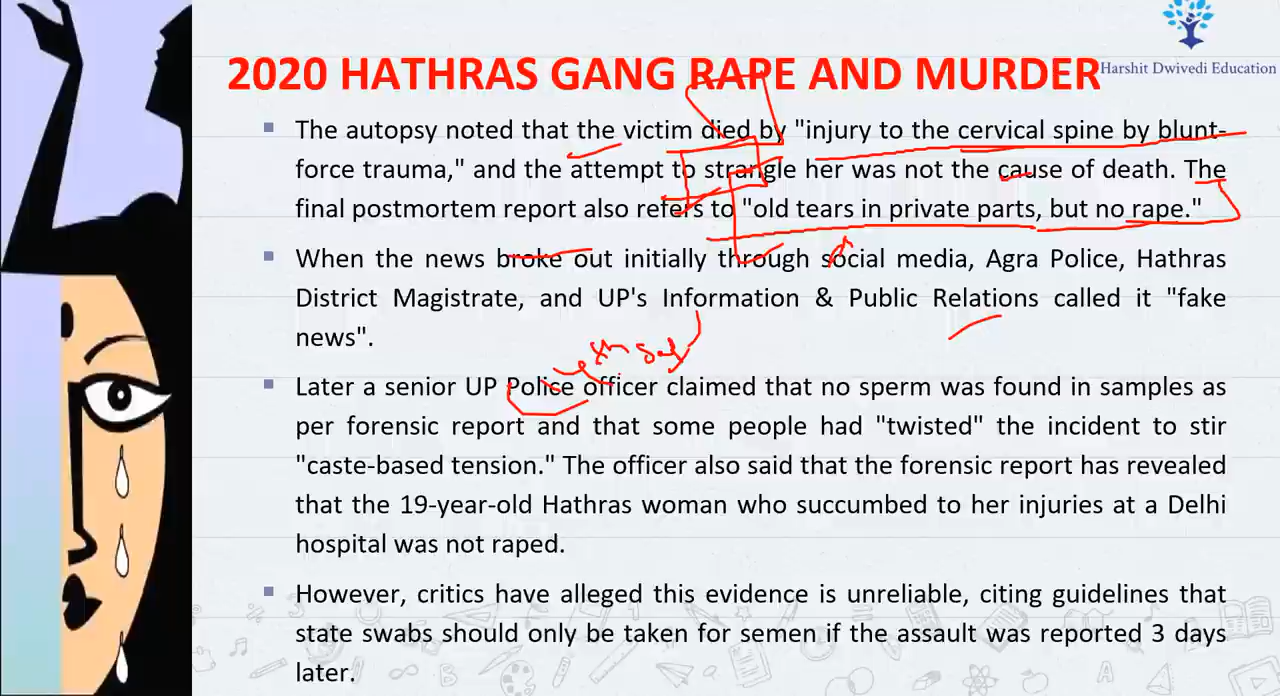 Harshit Dwivedi Education
2020 HATHRAS GANG RAPE AND MURDER
The autopsy noted that the victim died by "injury to the cervical spine by blunt-
force trauma," and the attempt to strangle her was not the cause of death. The
final postmortem report also refers to "old tears in private parts, but no rape."
When the news broke out initially through social media, Agra Police, Hathras
District Magistrate, and UP's Information & Public Relations called it "fake
news".
Later a senior UP Police officer claimed that no sperm was found in samples as
per forensic report and that some people had "twisted" the incident to stir
"caste-based tension." The officer also said that the forensic report has revealed
that the 19-year-old Hathras woman who succumbed to her injuries at a Delhi
hospital was not raped.
However, critics have alleged this evidence is unreliable, citing guidelines that
state swabs should only be taken for semen if the assault was reported 3 days
later.